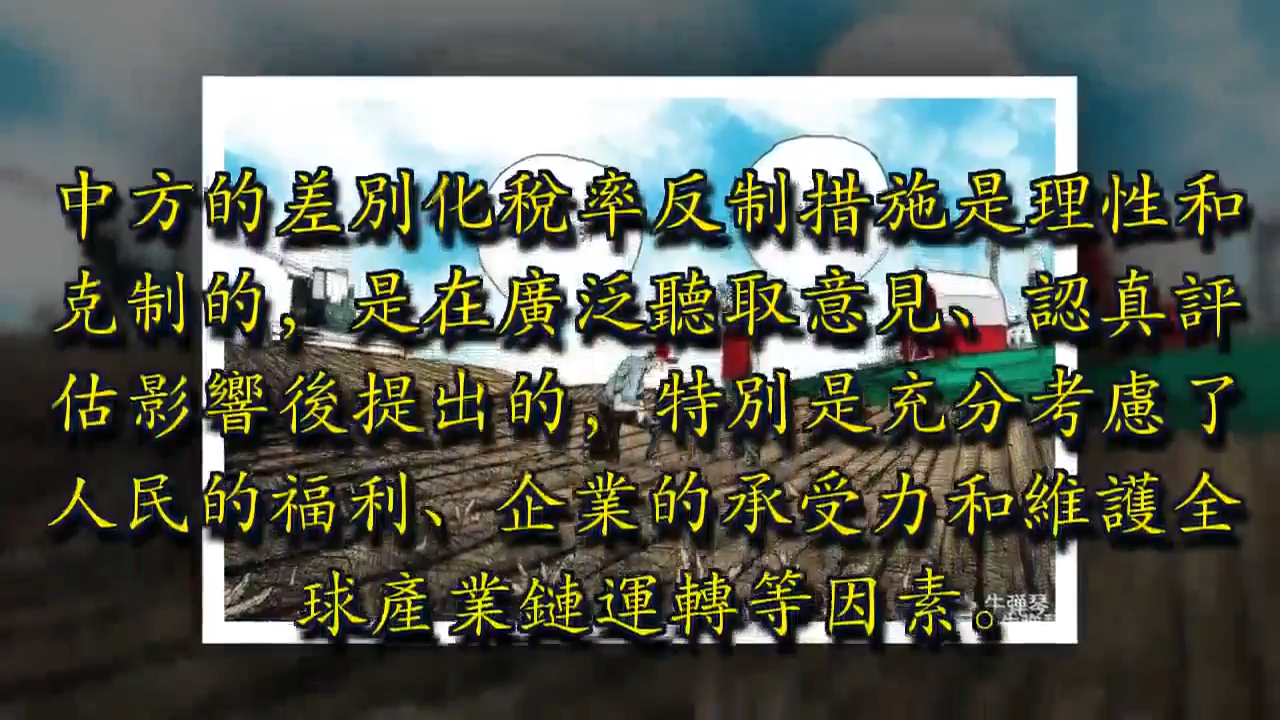 中方的差別化稅率反制措施是理性和
克制的，是在廣泛聽取意見、認真評
估影響後提出的，特別是充分考慮了
人民的福利、企業的承受力和維護全
球產業鏈運轉等因素。
牛弹琴